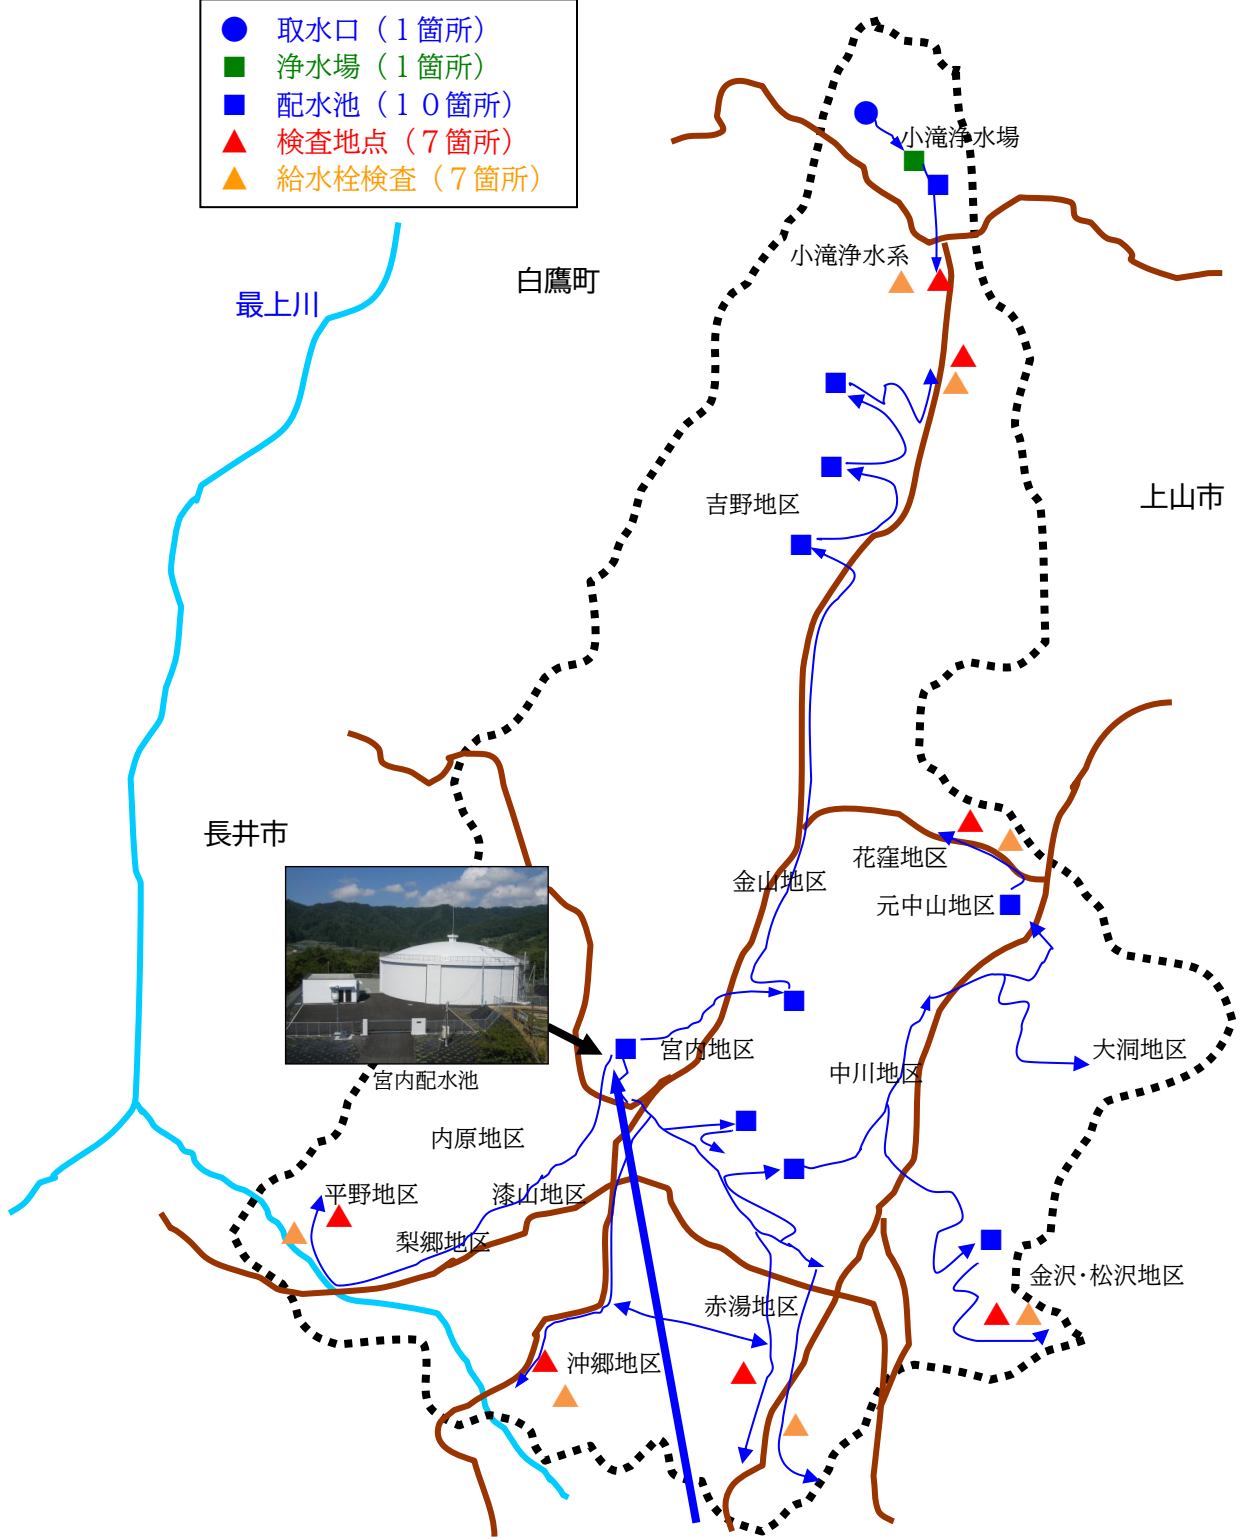 取水口（１箇所）
浄水場（１箇所）
配水池（１０箇所）
検査地点（７箇所）
給水栓検査（７箇所）
小滝浄水場
小滝浄水系
白鷹町
最上川
上山市
吉野地区
長井市
花窪地区
金山地区
元中山地区
宮内地区
大洞地区
中川地区
宮内配水池
内原地区
平野地区
漆山地区
梨郷地区
金沢･松沢地区
赤湯地区
沖郷地区